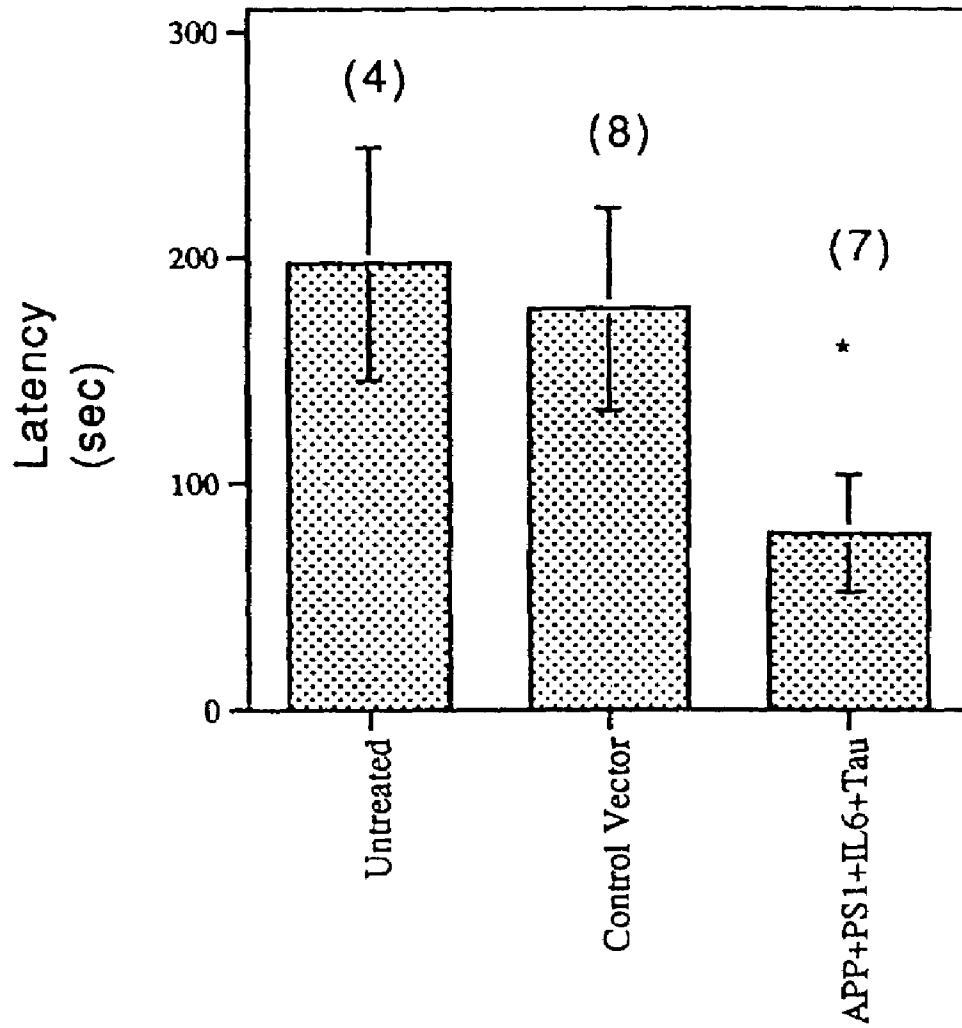 300
(4)
(8)
200
(7)
*
Latency
(sec)
100
0
Untreated
Control Vector
APP+PS1+IL6+Tau